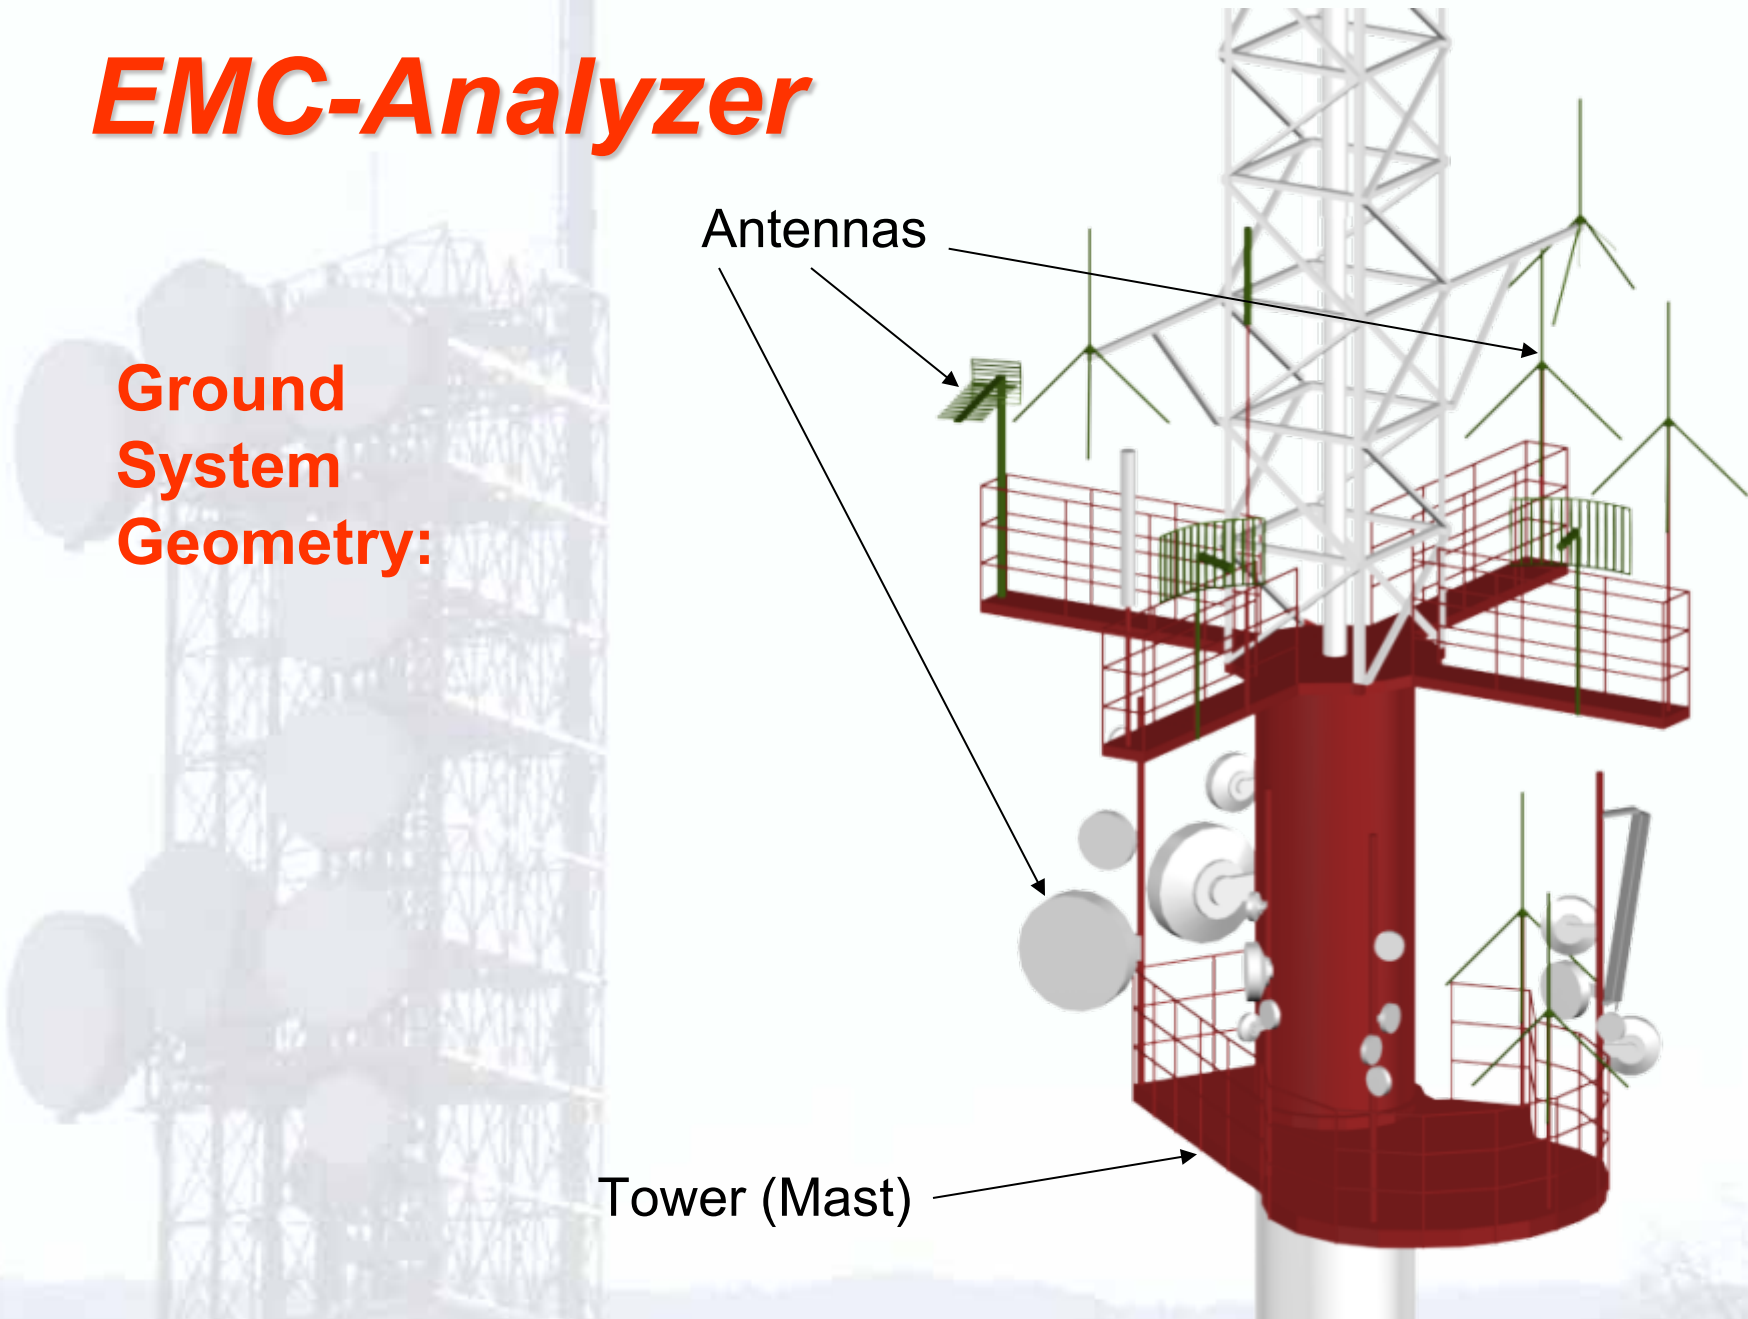 EMC-Analyzer
Antennas
Ground
System
Geometry:
Tower (Mast)